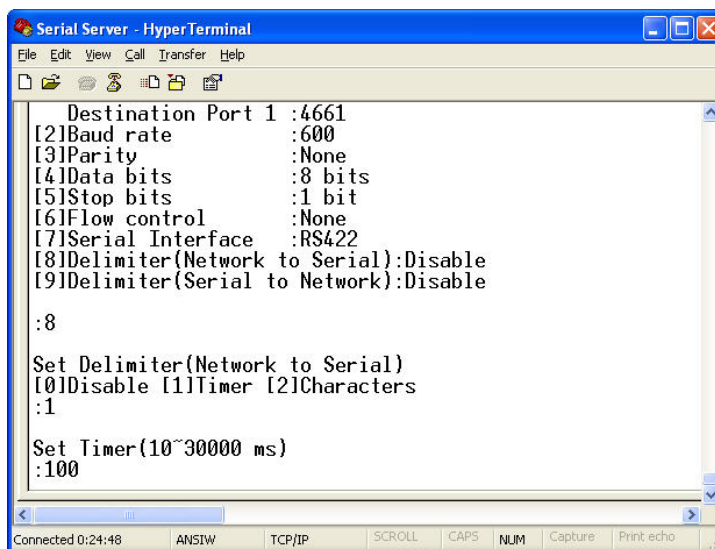 Serial Server - HyperTerminal
File Edit View Call Transfer Help
Destination Port 1 :4661
[2]Baud rate :600
[3]Parity :None
[4]Data bits :8 bits
[5]Stop bits :1 bit
[6]Flow control :None
[7]Serial Interface :RS422
[8]Delimiter(Network to Serial):Disable
[9]Delimiter(Serial to Network):Disable
:8
Set Delimiter(Network to Serial)
[0]Disable [1]Timer [2]Characters
:1
Set Timer(10~30000 ms)
:100
Connected 0:24:48 ANSIW TCP/IP SCROLL CAPS NUM Capture Print echo